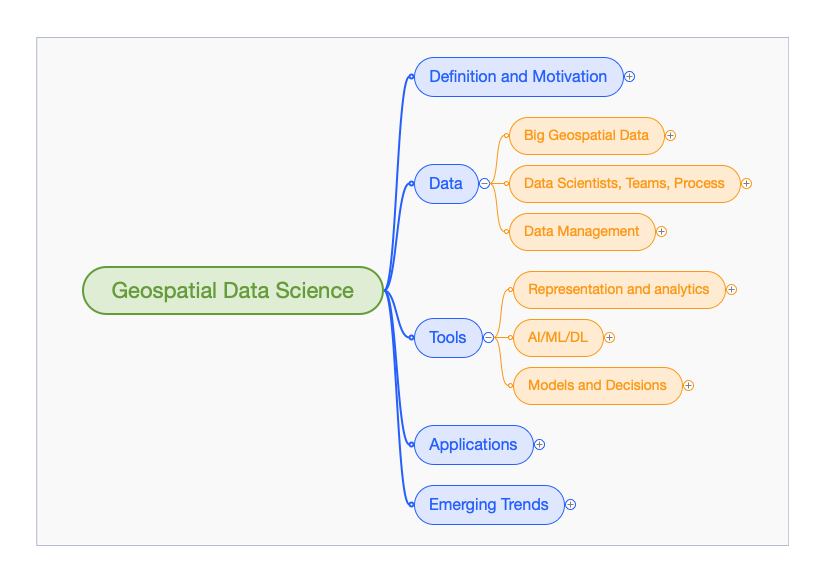 Definition and Motivation
Big Geospatial Data
Data
Data Scientists, Teams, Process
Data Management
Geospatial Data Science
Representation and analytics
Tools
AI/ML/DL
Models and Decisions
Applications
Emerging Trends